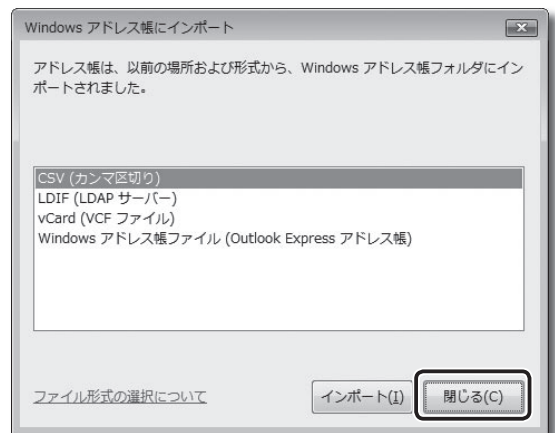 Windows アドレス帳にインポート
アドレス帳は、以前の場所および形式から、Windows アドレス帳フォルダにイン
ポートされました。
CSV (カンマ区切り)
LDIF (LDAP サーバー)
vCard (VCF ファイル)
Windows アドレス帳ファイル (Outlook Express アドレス帳)
ファイル形式の選択について
インポート(I)
閉じる(C)